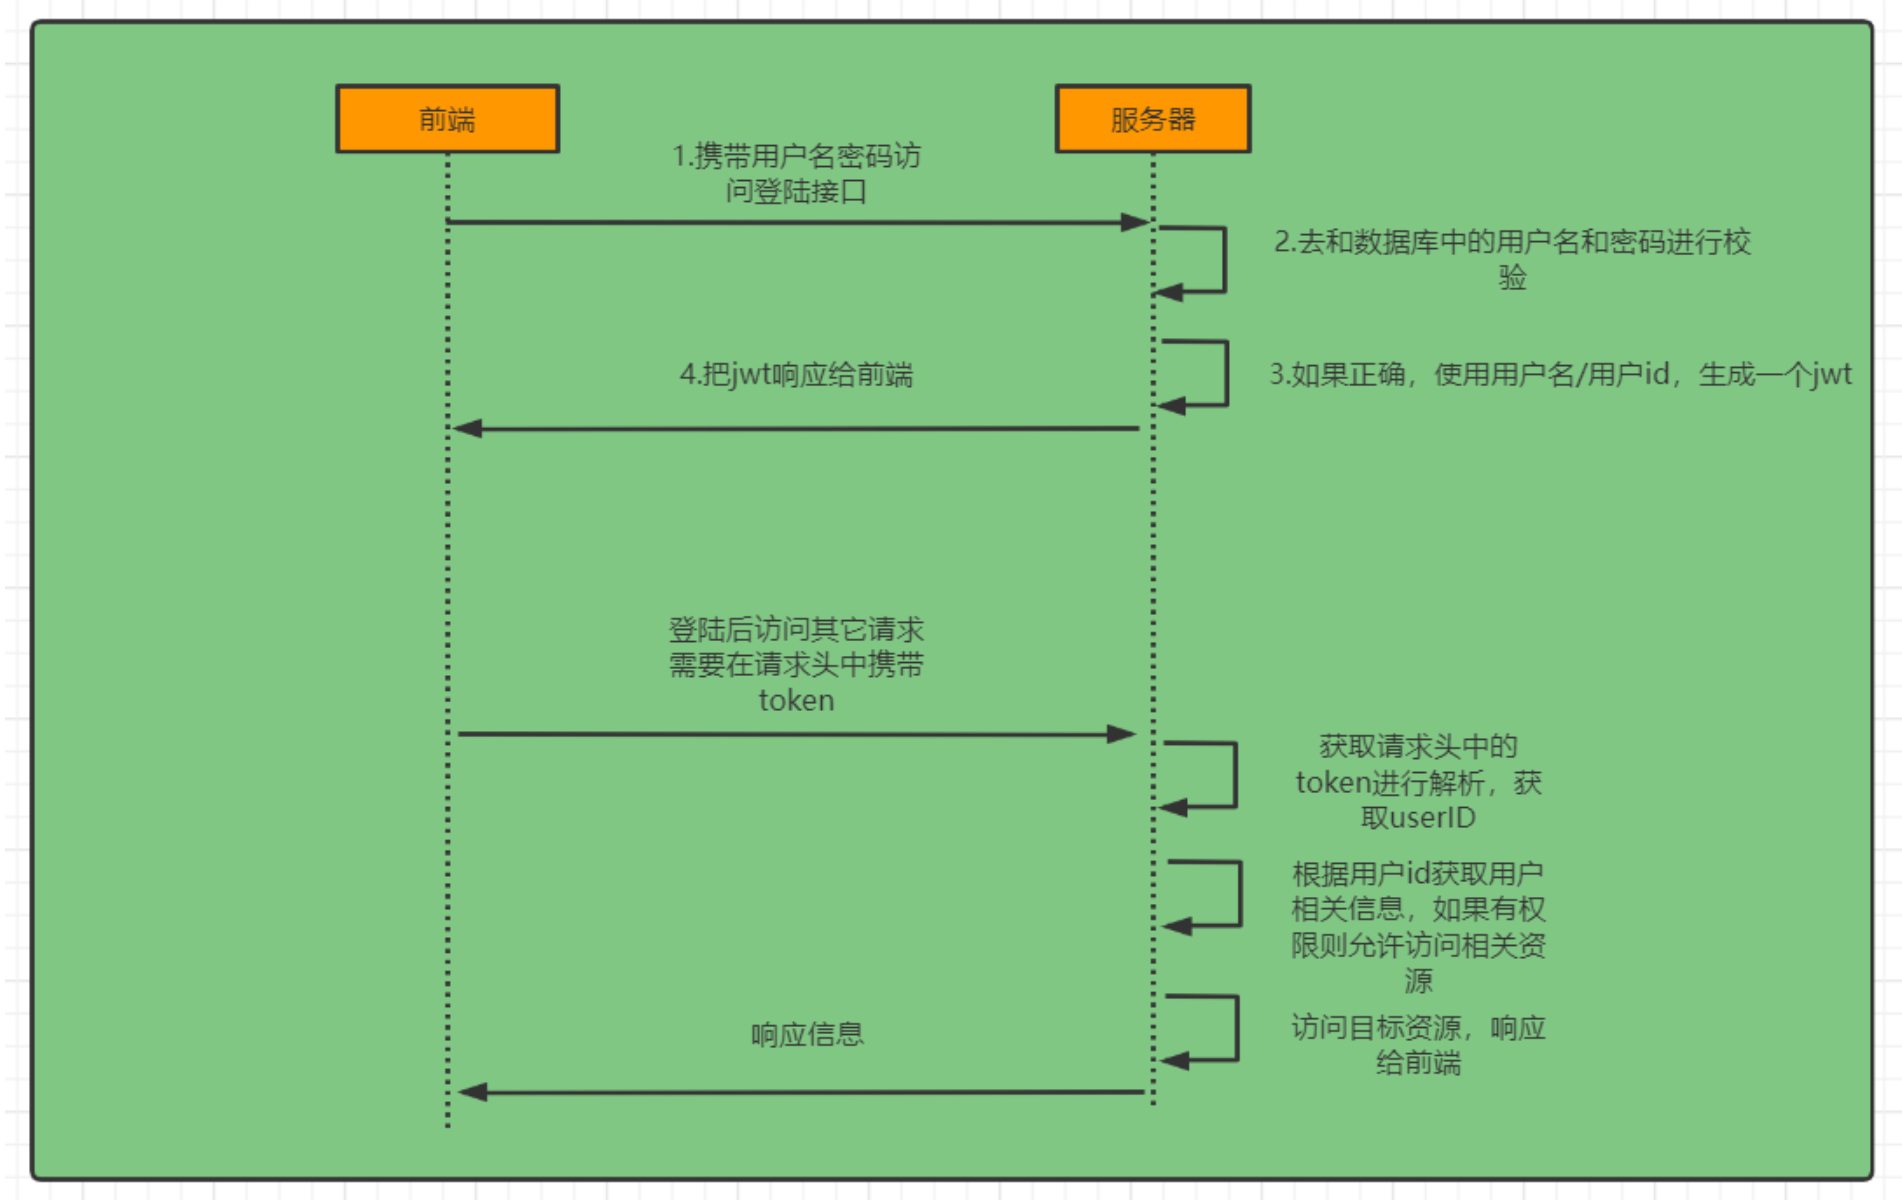 前端
服务器
1.携带用户名密码访
问登陆接口
2.去和数据库中的用户名和密码进行校
验
3.如果正确，使用用户名/用户id，生成一个jwt
4.把jwt响应给前端
登陆后访问其它请求
需要在请求头中携带
token
获取请求头中的
token进行解析，获
取userID
根据用户id获取用户
相关信息，如果有权
限则允许访问相关资
源
访问目标资源，响应
给前端
响应信息